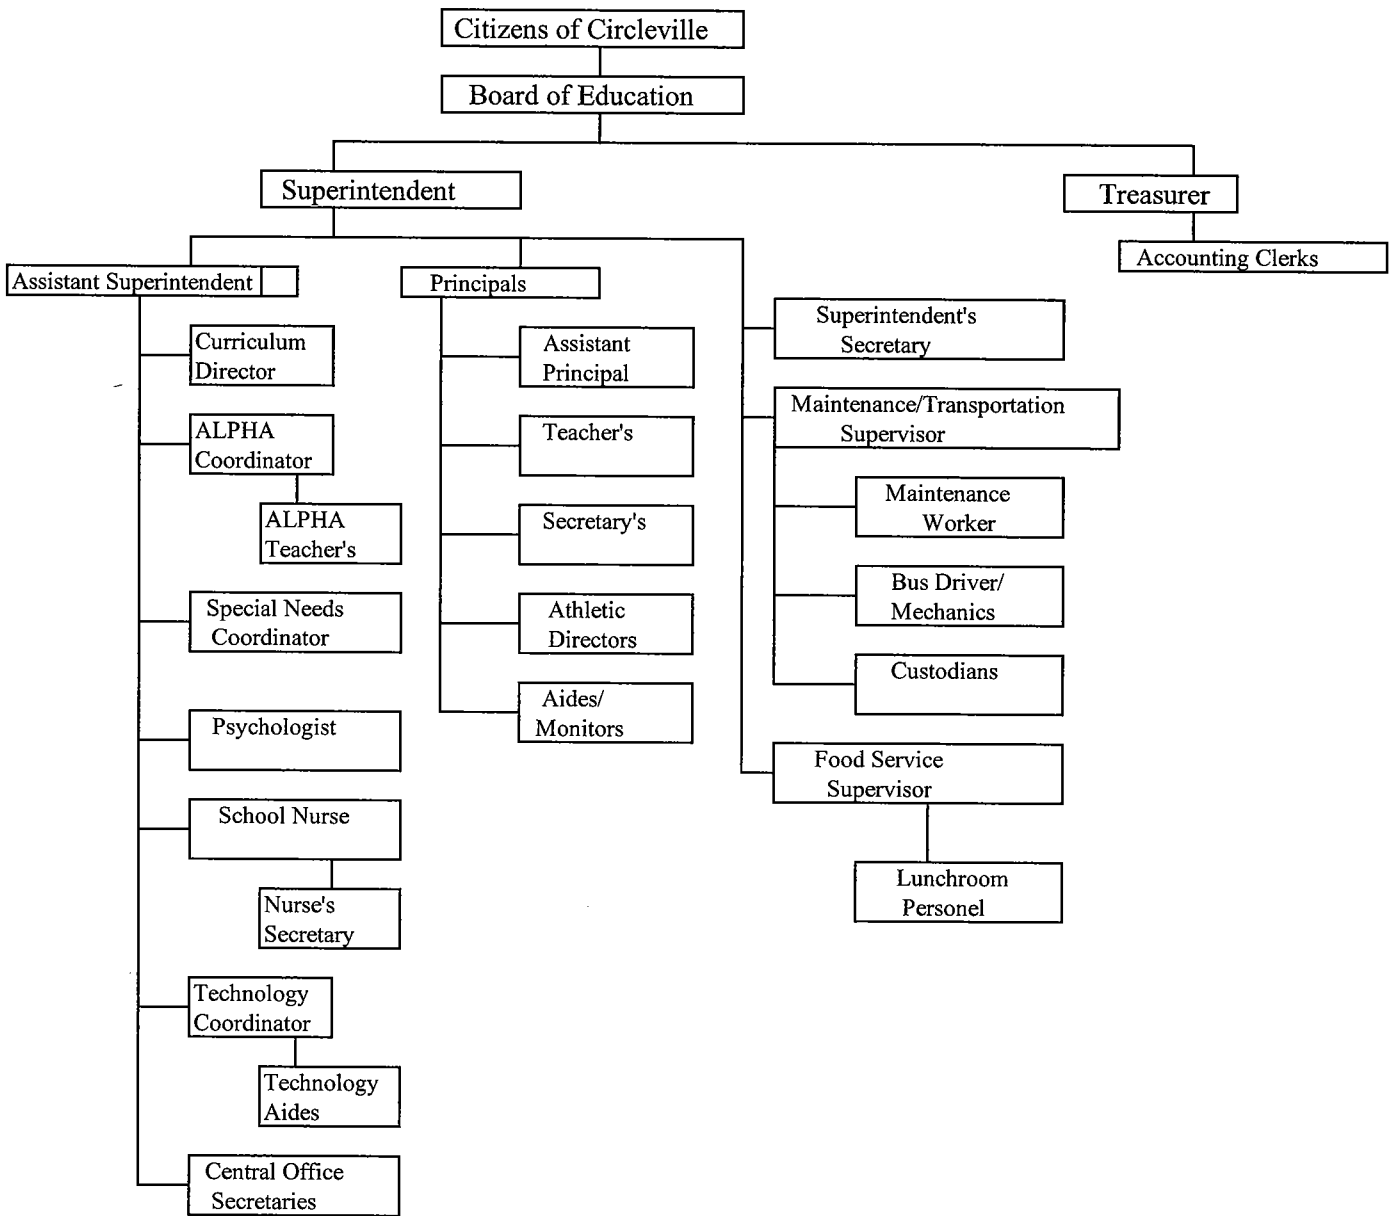 Citizens of Circleville
Board of Education
Superintendent
Treasurer
Accounting Clerks
Assistant Superintendent
Curriculum
Director
ALPHA
Coordinator
ALPHA
Teacher's
Special Needs
Coordinator
Psychologist
School Nurse
Nurse's
Secretary
Technology
Coordinator
Technology
Aides
Central Office
Secretaries
Principals
Assistant
Principal
Teacher's
Secretary's
Athletic
Directors
Aides/
Monitors
Superintendent's
Secretary
Maintenance/Transportation
Supervisor
Maintenance
Worker
Bus Driver/
Mechanics
Custodians
Food Service
Supervisor
Lunchroom
Personel